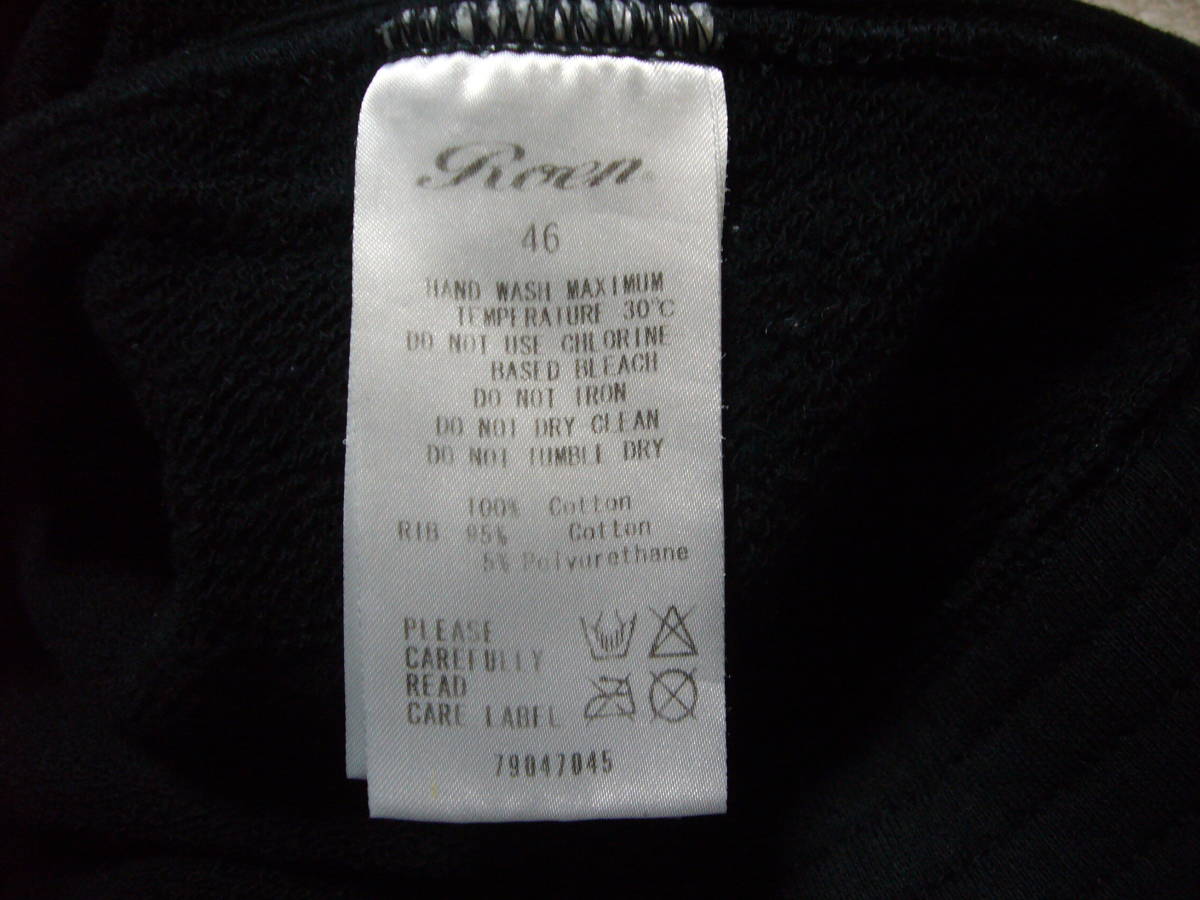 Roen
46
HAND WASH MAXIMUM
TEMPERATURE 30°C
DO NOT USE CHLORINE
BASED BLEACH
DO NOT IRON
DO NOT DRY CLEAN
DO NOT TUMBLE DRY
100% Cotton
RIB 95% Cotton
5% Polyurethane
PLEASE
CAREFULLY
READ
CARE LABEL
79047045